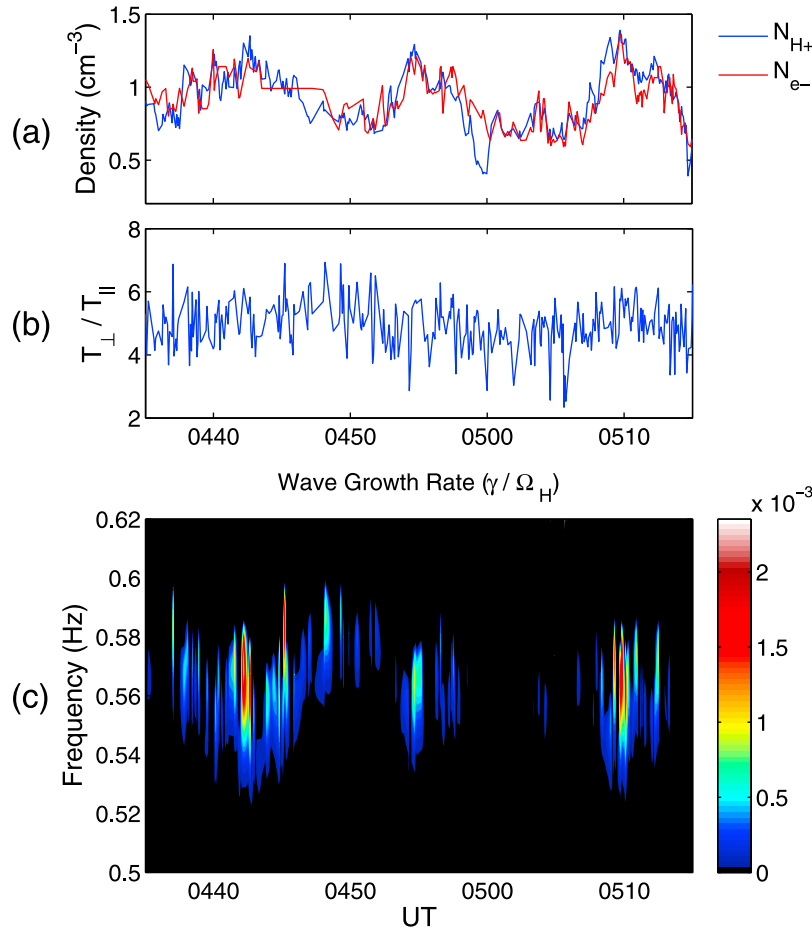 (a)
Density (cm⁻³)
1.5
1
0.5
N_H+
N_e−
(b)
T⊥ / T||
8
6
4
2
0440 0450 0500 0510
Wave Growth Rate (γ / Ω_H)
x 10⁻³
(c)
Frequency (Hz)
0.62
0.6
0.58
0.56
0.54
0.52
0.5
2
1.5
1
0.5
0
0440 0450 0500 0510
UT